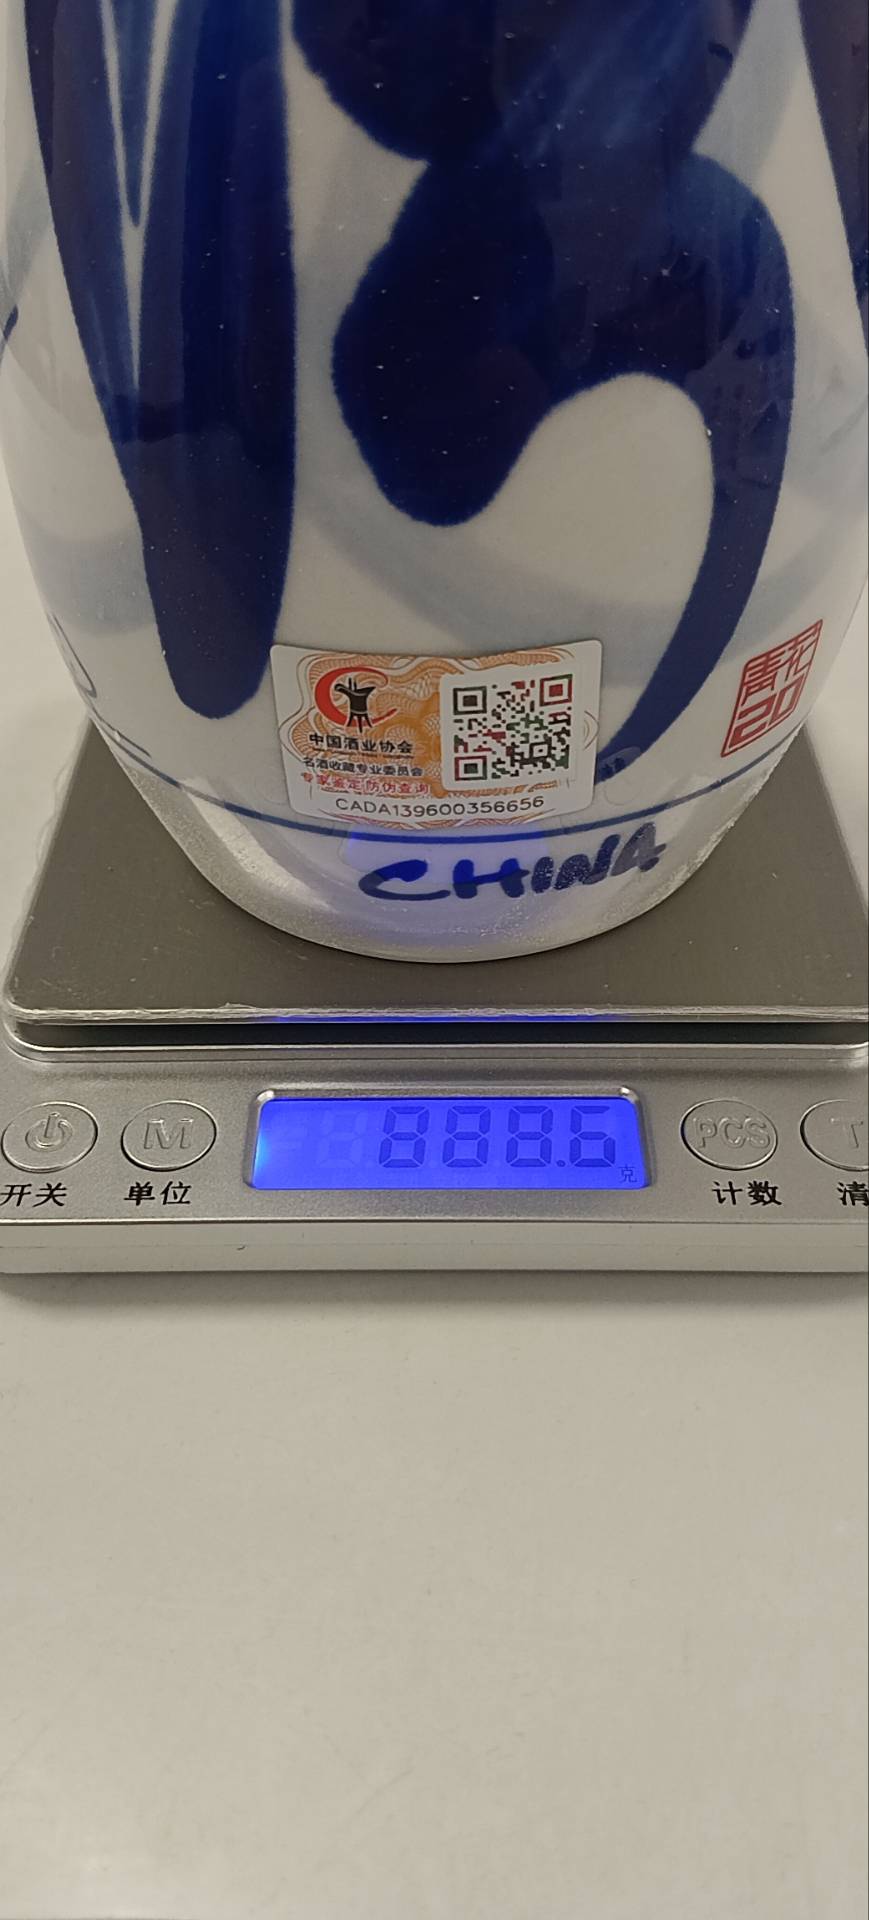 中国酒业协会
名酒收藏专业委员会
专家鉴定防伪查询
CADA139600356656
青花
20
CHINA
M
888.6
克
PCS
T
开关
单位
计数
清